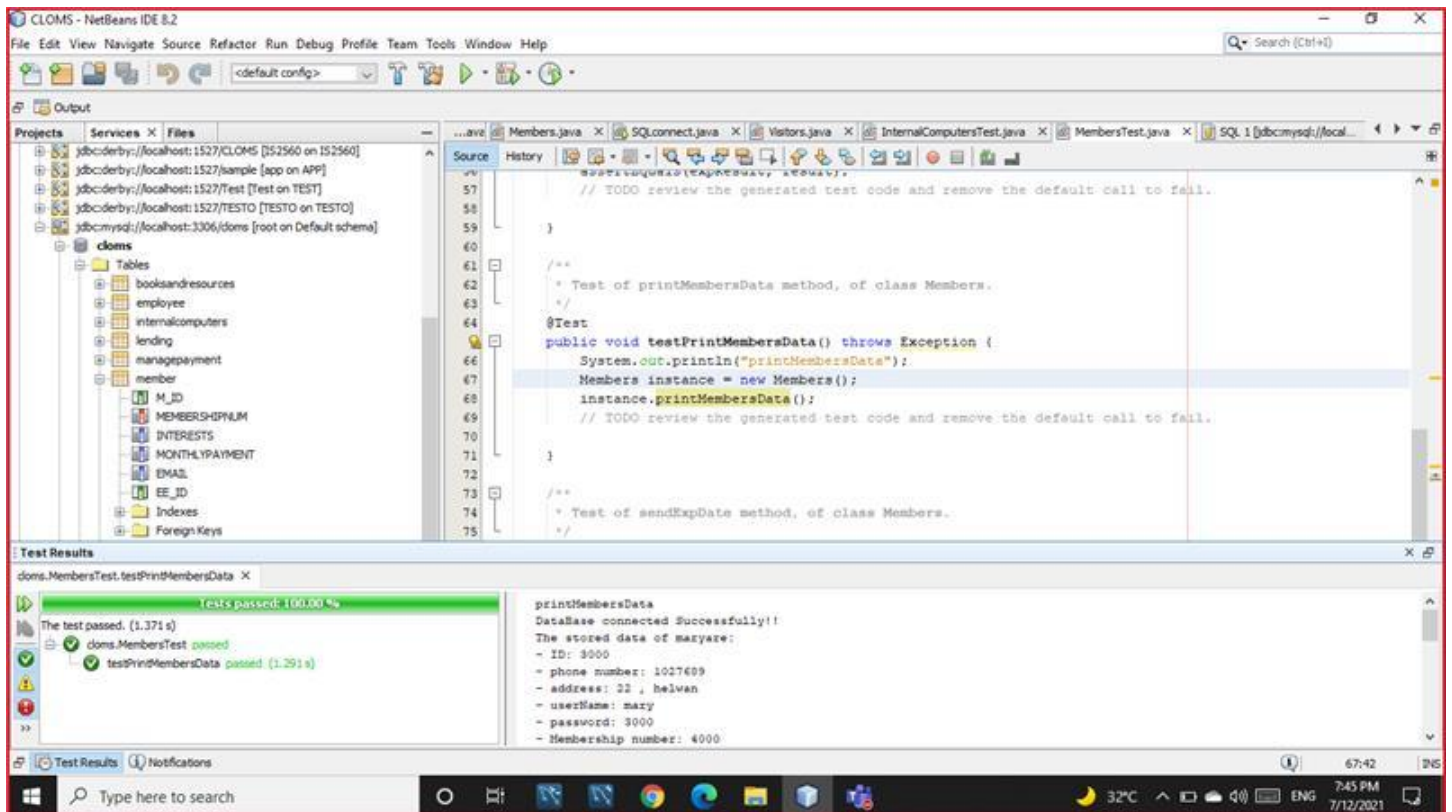 CLOMS - NetBeans IDE 8.2
File Edit View Navigate Source Refactor Run Debug Profile Team Tools Window Help
Search (Ctrl+I)
<default config>
Output
Projects Services Files
jdbc:derby://localhost:1527/CLOMS [IS2560 on IS2560]
jdbc:derby://localhost:1527/sample [app on APP]
jdbc:derby://localhost:1527/Test [Test on TEST]
jdbc:derby://localhost:1527/TESTO [TESTO on TESTO]
jdbc:mysql://localhost:3306/cloms [root on Default schema]
cloms
Tables
booksandresources
employee
internalcomputers
lending
managepayment
member
M_ID
MEMBERSHIPNUM
INTERESTS
MONTHLYPAYMENT
EMAIL
EE_ID
Indexes
Foreign Keys
...ava Members.java SQLconnect.java Vistors.java InternalComputersTest.java MembersTest.java SQL 1 [jdbc:mysql://local...
Source History
assertEquals(expResult, result);
57 // TODO review the generated test code and remove the default call to fail.
58
59 }
60
61 /**
62 * Test of printMembersData method, of class Members.
63 */
64 @Test
public void testPrintMembersData() throws Exception {
66 System.out.println("printMembersData");
67 Members instance = new Members();
68 instance.printMembersData();
69 // TODO review the generated test code and remove the default call to fail.
70
71 }
72
73 /**
74 * Test of sendExpDate method, of class Members.
75 */
Test Results
cloms.MembersTest.testPrintMembersData
Tests passed: 100.00 %
The test passed. (1.371 s)
cloms.MembersTest passed
testPrintMembersData passed (1.291 s)
printMembersData
DataBase connected Successfully!!
The stored data of maryare:
- ID: 3000
- phone number: 1027689
- address: 22 , helwan
- userName: mary
- password: 3000
- Membership number: 4000
Test Results Notifications
67:42 INS
Type here to search
32°C ENG 7:45 PM
7/12/2021